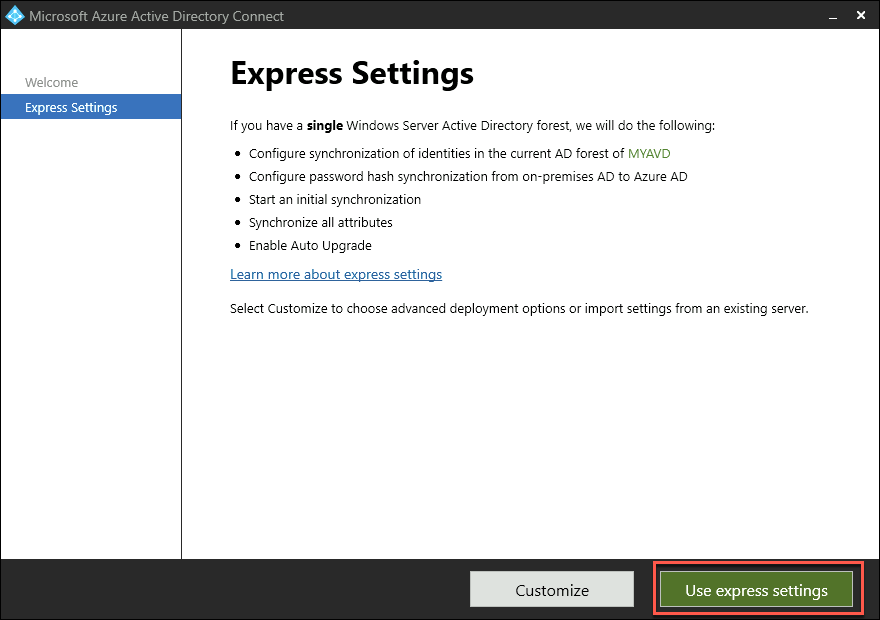 Microsoft Azure Active Directory Connect
Welcome
Express Settings
Express Settings
If you have a single Windows Server Active Directory forest, we will do the following:
• Configure synchronization of identities in the current AD forest of MYAVD
• Configure password hash synchronization from on-premises AD to Azure AD
• Start an initial synchronization
• Synchronize all attributes
• Enable Auto Upgrade
Learn more about express settings
Select Customize to choose advanced deployment options or import settings from an existing server.
Customize
Use express settings